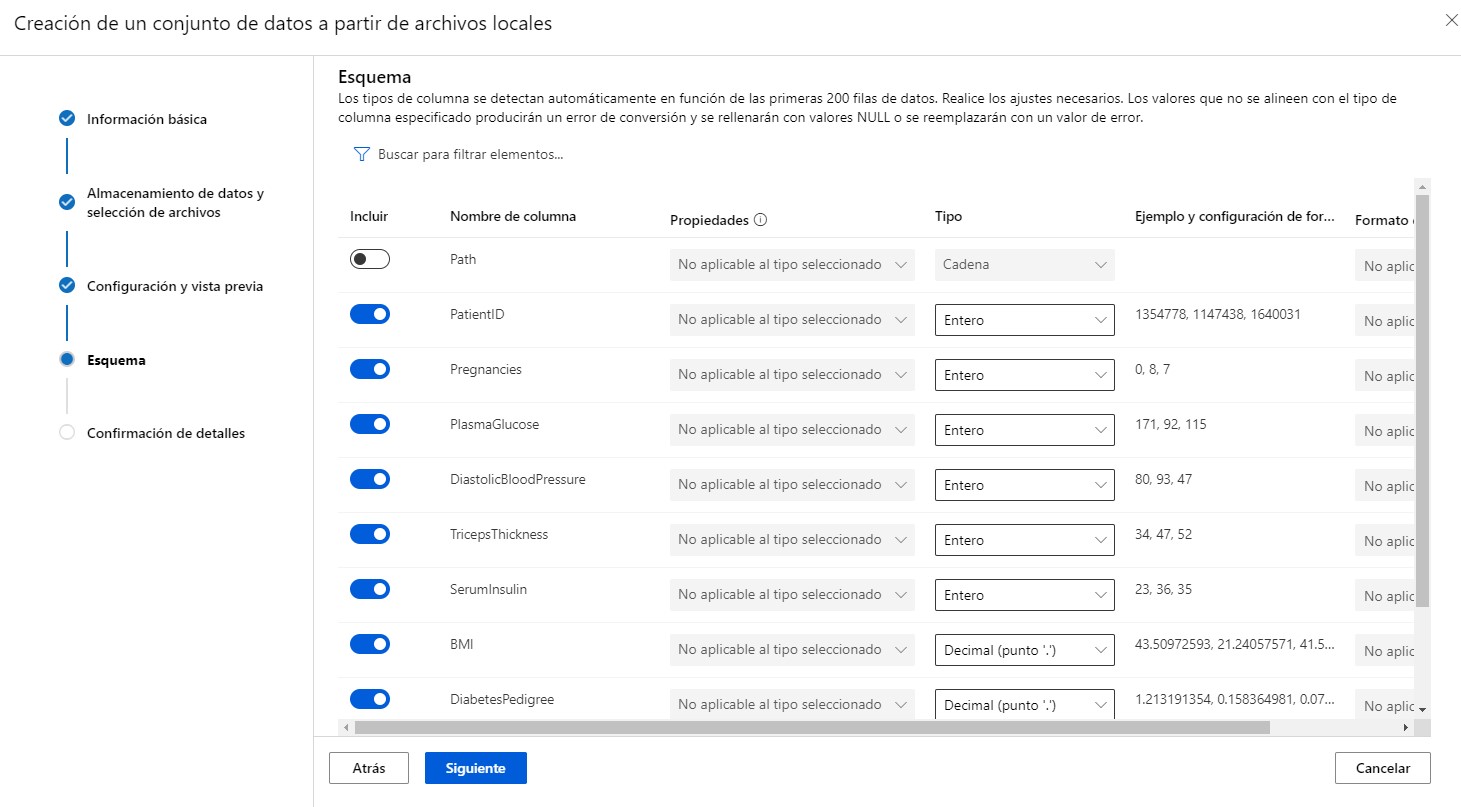 Creación de un conjunto de datos a partir de archivos locales
Información básica
Almacenamiento de datos y
selección de archivos
Configuración y vista previa
Esquema
Confirmación de detalles
Esquema
Los tipos de columna se detectan automáticamente en función de las primeras 200 filas de datos. Realice los ajustes necesarios. Los valores que no se alineen con el tipo de
columna especificado producirán un error de conversión y se rellenarán con valores NULL o se reemplazarán con un valor de error.
Buscar para filtrar elementos...
Incluir Nombre de columna Propiedades Tipo Ejemplo y configuración de for... Formato
Path No aplicable al tipo seleccionado Cadena No aplic
PatientID No aplicable al tipo seleccionado Entero 1354778, 1147438, 1640031 No aplic
Pregnancies No aplicable al tipo seleccionado Entero 0, 8, 7 No aplic
PlasmaGlucose No aplicable al tipo seleccionado Entero 171, 92, 115 No aplic
DiastolicBloodPressure No aplicable al tipo seleccionado Entero 80, 93, 47 No aplic
TricepsThickness No aplicable al tipo seleccionado Entero 34, 47, 52 No aplic
SerumInsulin No aplicable al tipo seleccionado Entero 23, 36, 35 No aplic
BMI No aplicable al tipo seleccionado Decimal (punto '.') 43.50972593, 21.24057571, 41.5... No aplic
DiabetesPedigree No aplicable al tipo seleccionado Decimal (punto '.') 1.213191354, 0.158364981, 0.07... No aplic
Atrás Siguiente Cancelar